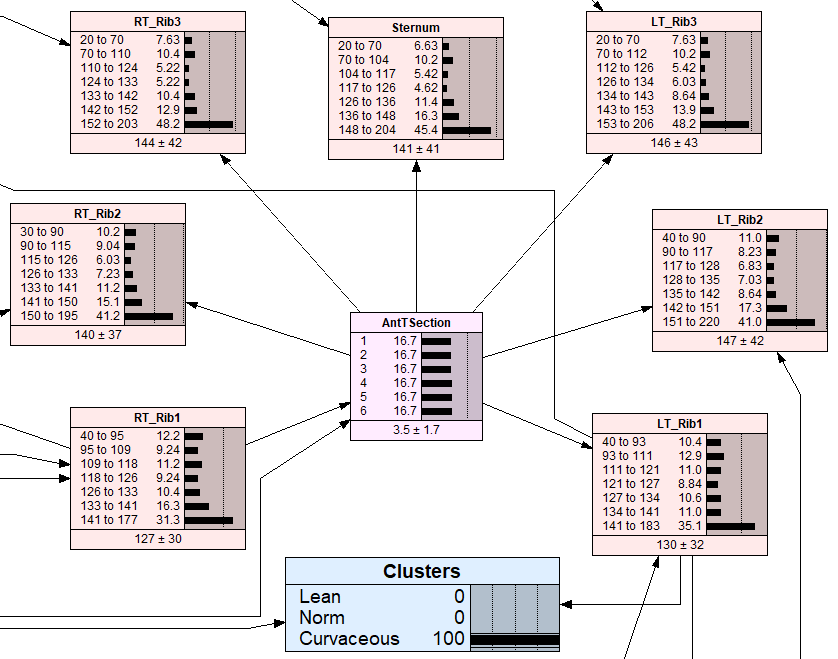 RT_Rib3
20 to 70 7.63
70 to 110 10.4
110 to 124 5.22
124 to 133 5.22
133 to 142 10.4
142 to 152 12.9
152 to 203 48.2
144 ± 42
Sternum
20 to 70 6.63
70 to 104 10.2
104 to 117 5.42
117 to 126 4.62
126 to 136 11.4
136 to 148 16.3
148 to 204 45.4
141 ± 41
LT_Rib3
20 to 70 7.63
70 to 112 10.2
112 to 126 5.42
126 to 134 6.03
134 to 143 8.64
143 to 153 13.9
153 to 206 48.2
146 ± 43
RT_Rib2
30 to 90 10.2
90 to 115 9.04
115 to 126 6.03
126 to 133 7.23
133 to 141 11.2
141 to 150 15.1
150 to 195 41.2
140 ± 37
LT_Rib2
40 to 90 11.0
90 to 117 8.23
117 to 128 6.83
128 to 135 7.03
135 to 142 8.64
142 to 151 17.3
151 to 220 41.0
147 ± 42
AntTSection
1 16.7
2 16.7
3 16.7
4 16.7
5 16.7
6 16.7
3.5 ± 1.7
RT_Rib1
40 to 95 12.2
95 to 109 9.24
109 to 118 11.2
118 to 126 9.24
126 to 133 10.4
133 to 141 16.3
141 to 177 31.3
127 ± 30
LT_Rib1
40 to 93 10.4
93 to 111 12.9
111 to 121 11.0
121 to 127 8.84
127 to 134 10.6
134 to 141 11.0
141 to 183 35.1
130 ± 32
Clusters
Lean 0
Norm 0
Curvaceous 100